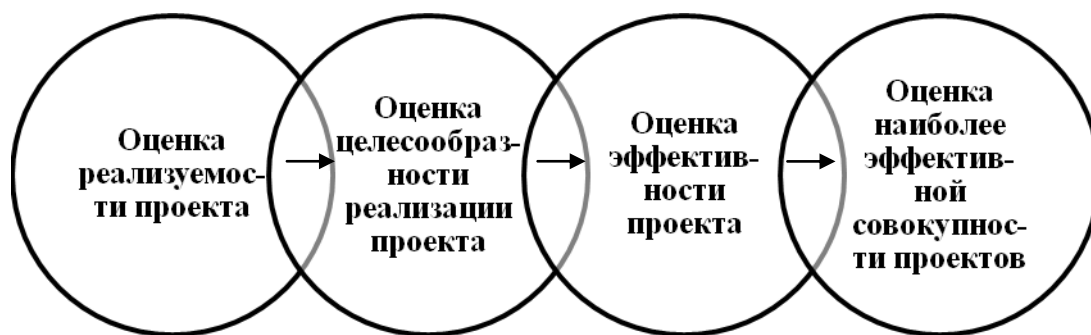 Оценка
реализуемос-
ти проекта
Оценка
целесообраз-
ности
реализации
проекта
Оценка
эффектив-
ности
проекта
Оценка
наиболее
эффектив-
ной
совокупнос-
ти проектов